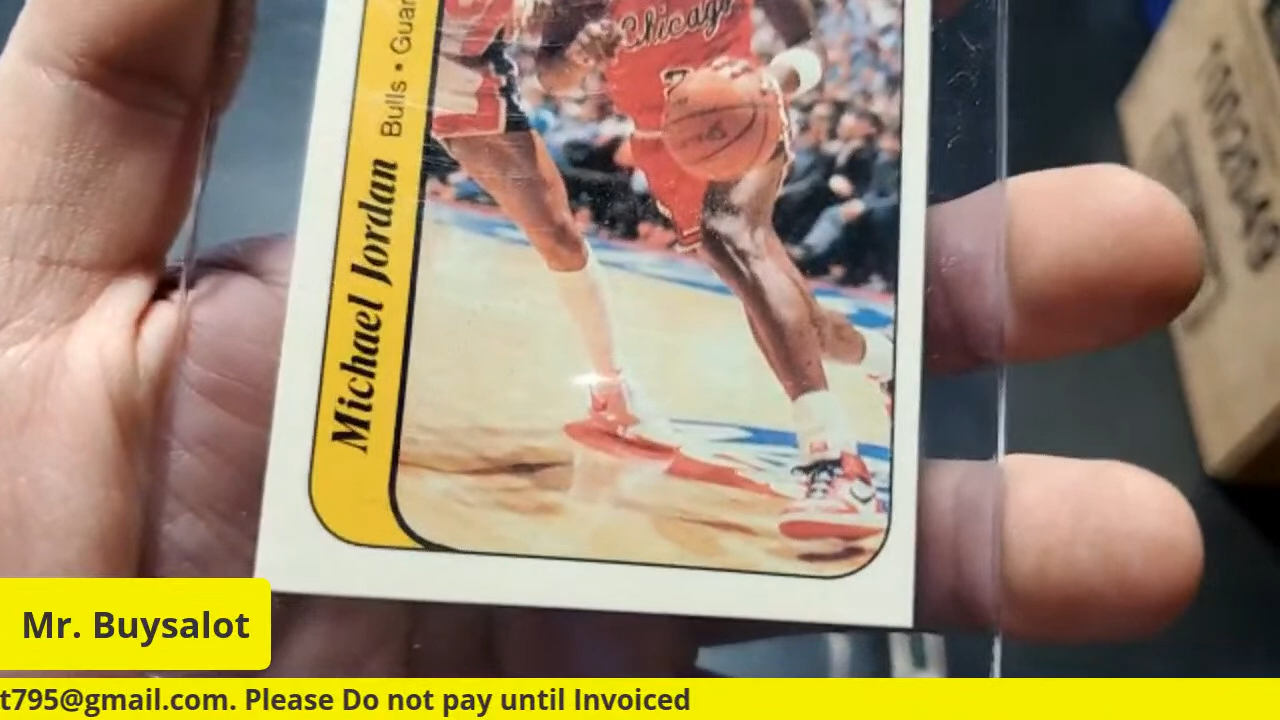 Chicago
Michael Jordan Bulls • Guar
Mr. Buysalot
t795@gmail.com. Please Do not pay until Invoiced